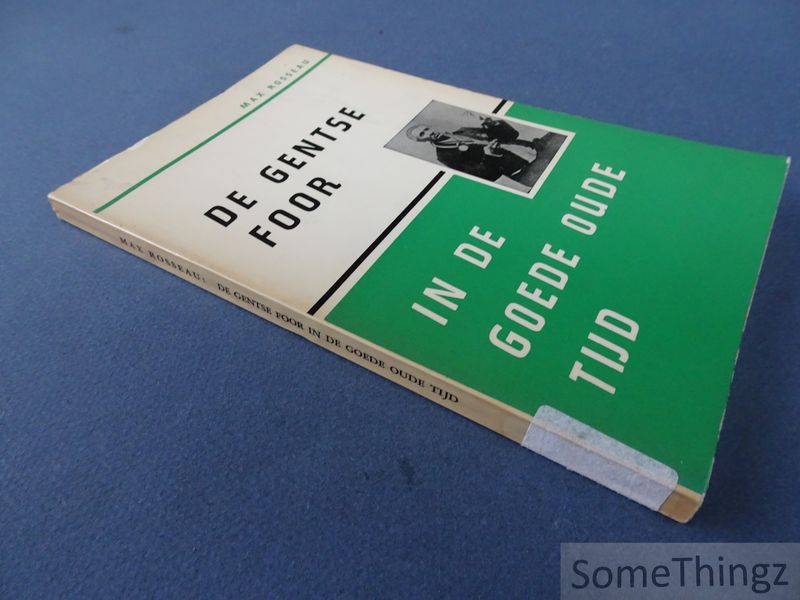 MAX ROSSEAU
DE GENTSE
FOOR
IN DE
GOEDE OUDE
TIJD
MAX ROSSEAU: DE GENTSE FOOR IN DE GOEDE OUDE TIJD
SomeThingz